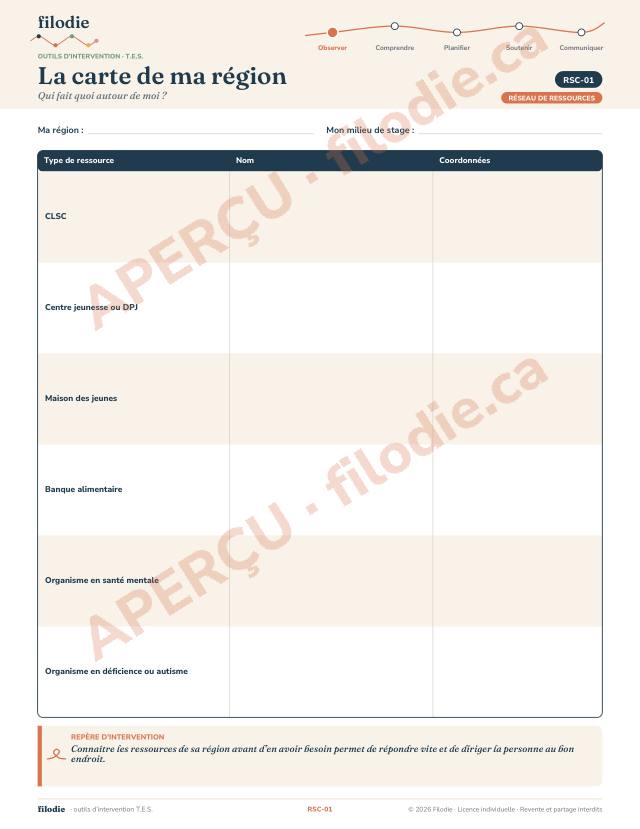 filodie
OUTILS D'INTERVENTION · T.E.S.
Observer Comprendre Planifier Soutenir Communiquer
La carte de ma région
Qui fait quoi autour de moi ?
RSC-01
RÉSEAU DE RESSOURCES
Ma région : Mon milieu de stage :
Type de ressource Nom Coordonnées
CLSC
Centre jeunesse ou DPJ
Maison des jeunes
Banque alimentaire
Organisme en santé mentale
Organisme en déficience ou autisme
APERÇU · filodie.ca
APERÇU · filodie.ca
REPÈRE D'INTERVENTION
Connaitre les ressources de sa région avant d'en avoir besoin permet de répondre vite et de diriger la personne au bon
endroit.
filodie · outils d'intervention T.E.S. RSC-01 © 2026 Filodie · Licence individuelle · Revente et partage interdits